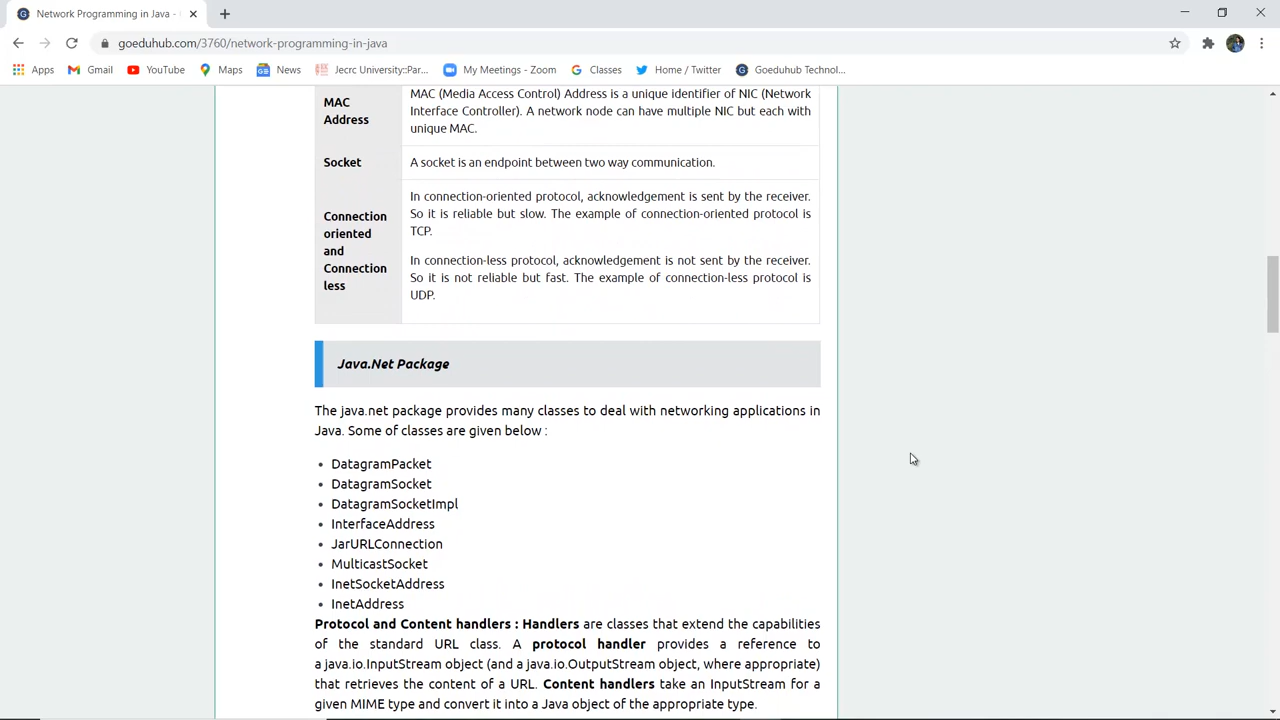 Network Programming in Java -
goeduhub.com/3760/network-programming-in-java
Apps Gmail YouTube Maps News Jecrc University::Par... My Meetings - Zoom Classes Home / Twitter Goeduhub Technol...
MAC Address
MAC (Media Access Control) Address is a unique identifier of NIC (Network
Interface Controller). A network node can have multiple NIC but each with
unique MAC.
Socket
A socket is an endpoint between two way communication.
Connection
oriented
and
Connection
less
In connection-oriented protocol, acknowledgement is sent by the receiver.
So it is reliable but slow. The example of connection-oriented protocol is
TCP.
In connection-less protocol, acknowledgement is not sent by the receiver.
So it is not reliable but fast. The example of connection-less protocol is
UDP.
Java.Net Package
The java.net package provides many classes to deal with networking applications in
Java. Some of classes are given below :
• DatagramPacket
• DatagramSocket
• DatagramSocketImpl
• InterfaceAddress
• JarURLConnection
• MulticastSocket
• InetSocketAddress
• InetAddress
Protocol and Content handlers : Handlers are classes that extend the capabilities
of the standard URL class. A protocol handler provides a reference to
a java.io.InputStream object (and a java.io.OutputStream object, where appropriate)
that retrieves the content of a URL. Content handlers take an InputStream for a
given MIME type and convert it into a Java object of the appropriate type.